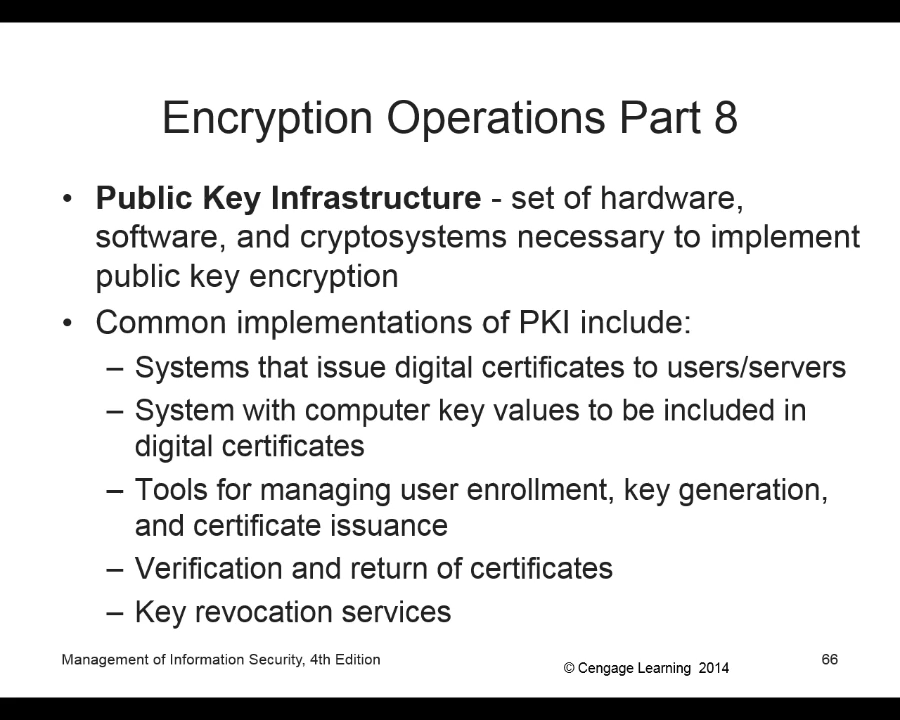 Encryption Operations Part 8
• Public Key Infrastructure - set of hardware,
software, and cryptosystems necessary to implement
public key encryption
• Common implementations of PKI include:
– Systems that issue digital certificates to users/servers
– System with computer key values to be included in
digital certificates
– Tools for managing user enrollment, key generation,
and certificate issuance
– Verification and return of certificates
– Key revocation services
Management of Information Security, 4th Edition
© Cengage Learning 2014
66